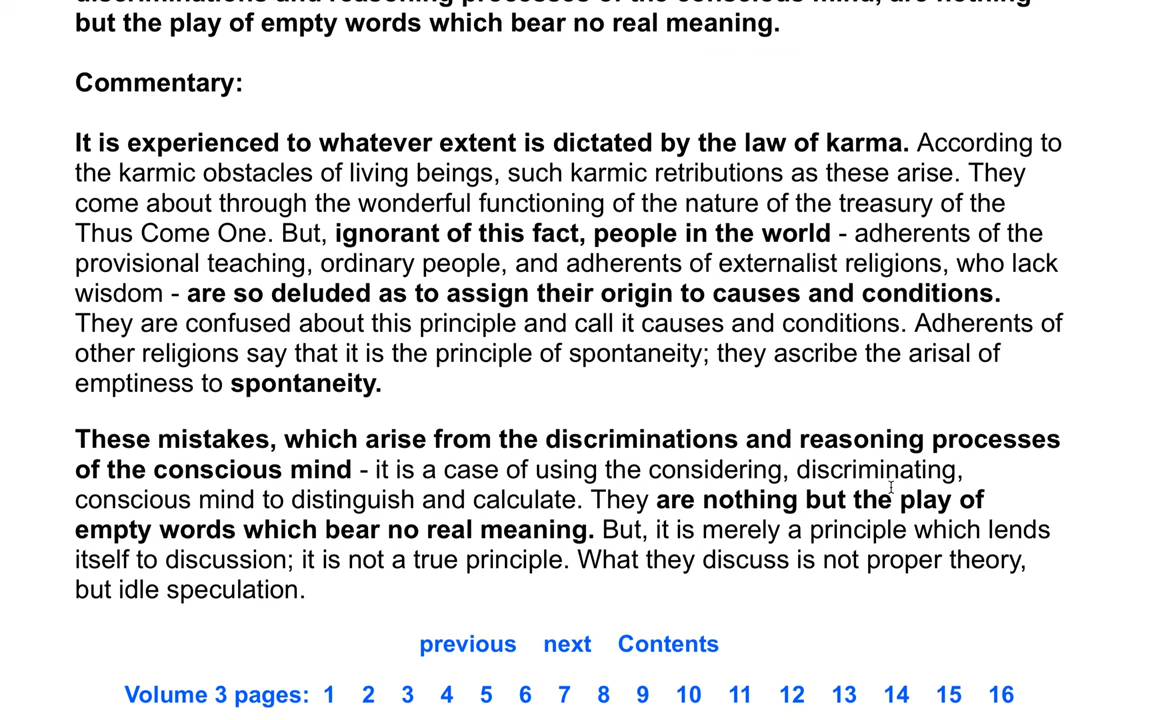 discriminations and reasoning processes of the conscious mind, are nothing
but the play of empty words which bear no real meaning.
Commentary:
It is experienced to whatever extent is dictated by the law of karma. According to
the karmic obstacles of living beings, such karmic retributions as these arise. They
come about through the wonderful functioning of the nature of the treasury of the
Thus Come One. But, ignorant of this fact, people in the world - adherents of the
provisional teaching, ordinary people, and adherents of externalist religions, who lack
wisdom - are so deluded as to assign their origin to causes and conditions.
They are confused about this principle and call it causes and conditions. Adherents of
other religions say that it is the principle of spontaneity; they ascribe the arisal of
emptiness to spontaneity.
These mistakes, which arise from the discriminations and reasoning processes
of the conscious mind - it is a case of using the considering, discriminating,
conscious mind to distinguish and calculate. They are nothing but the play of
empty words which bear no real meaning. But, it is merely a principle which lends
itself to discussion; it is not a true principle. What they discuss is not proper theory,
but idle speculation.
previous next Contents
Volume 3 pages: 1 2 3 4 5 6 7 8 9 10 11 12 13 14 15 16